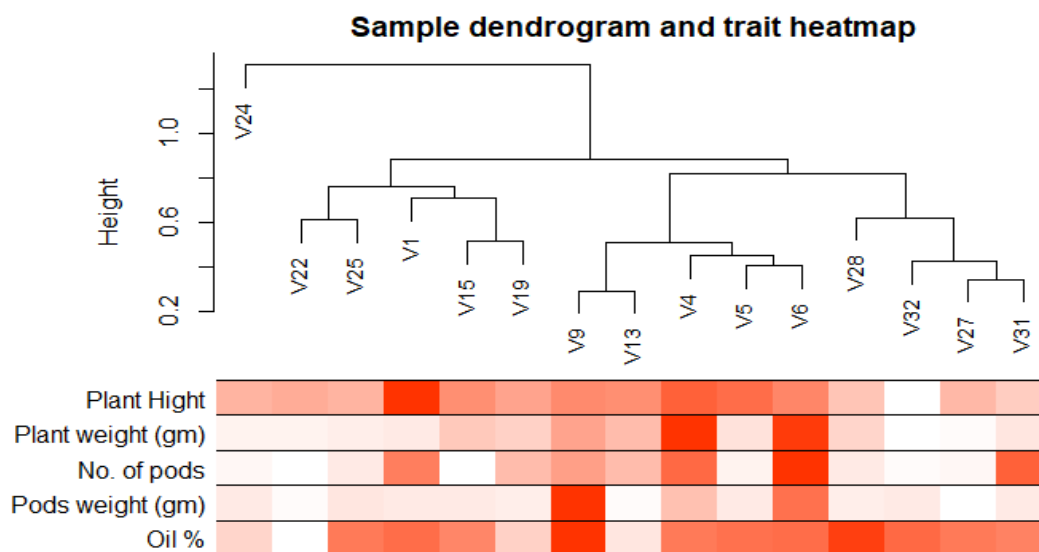 Sample dendrogram and trait heatmap
Height
1.0
0.6
0.2
V24
V22
V25
V1
V15
V19
V9
V13
V4
V5
V6
V28
V32
V27
V31
Plant Hight
Plant weight (gm)
No. of pods
Pods weight (gm)
Oil %